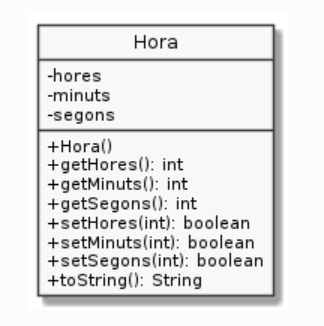 Hora
-hores
-minuts
-segons
+Hora()
+getHores(): int
+getMinuts(): int
+getSegons(): int
+setHores(int): boolean
+setMinuts(int): boolean
+setSegons(int): boolean
+toString(): String